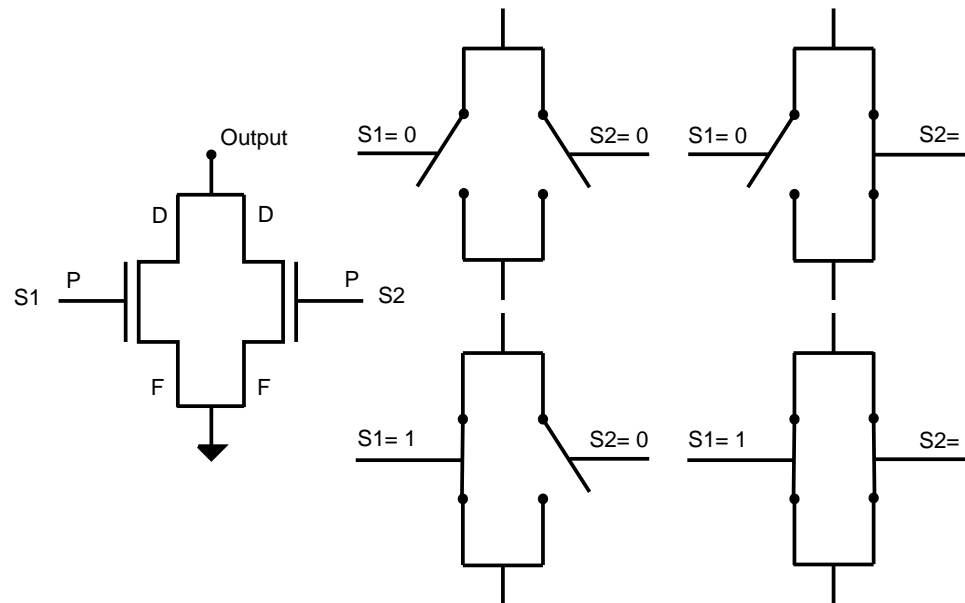 Output
D
D
P
P
S1
S2
F
F
S1= 0
S2= 0
S1= 0
S2=
S1= 1
S2= 0
S1= 1
S2=